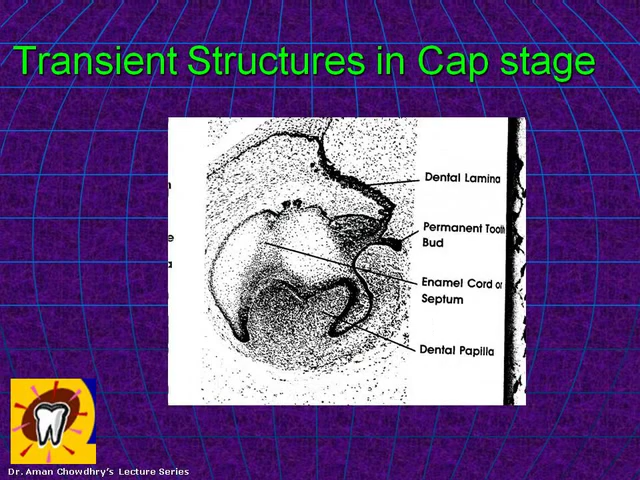 Transient Structures in Cap stage
Dental Lamina
Permanent Tooth
Bud
Enamel Cord or
Septum
Dental Papilla
Dr. Aman Chowdhry's Lecture Series